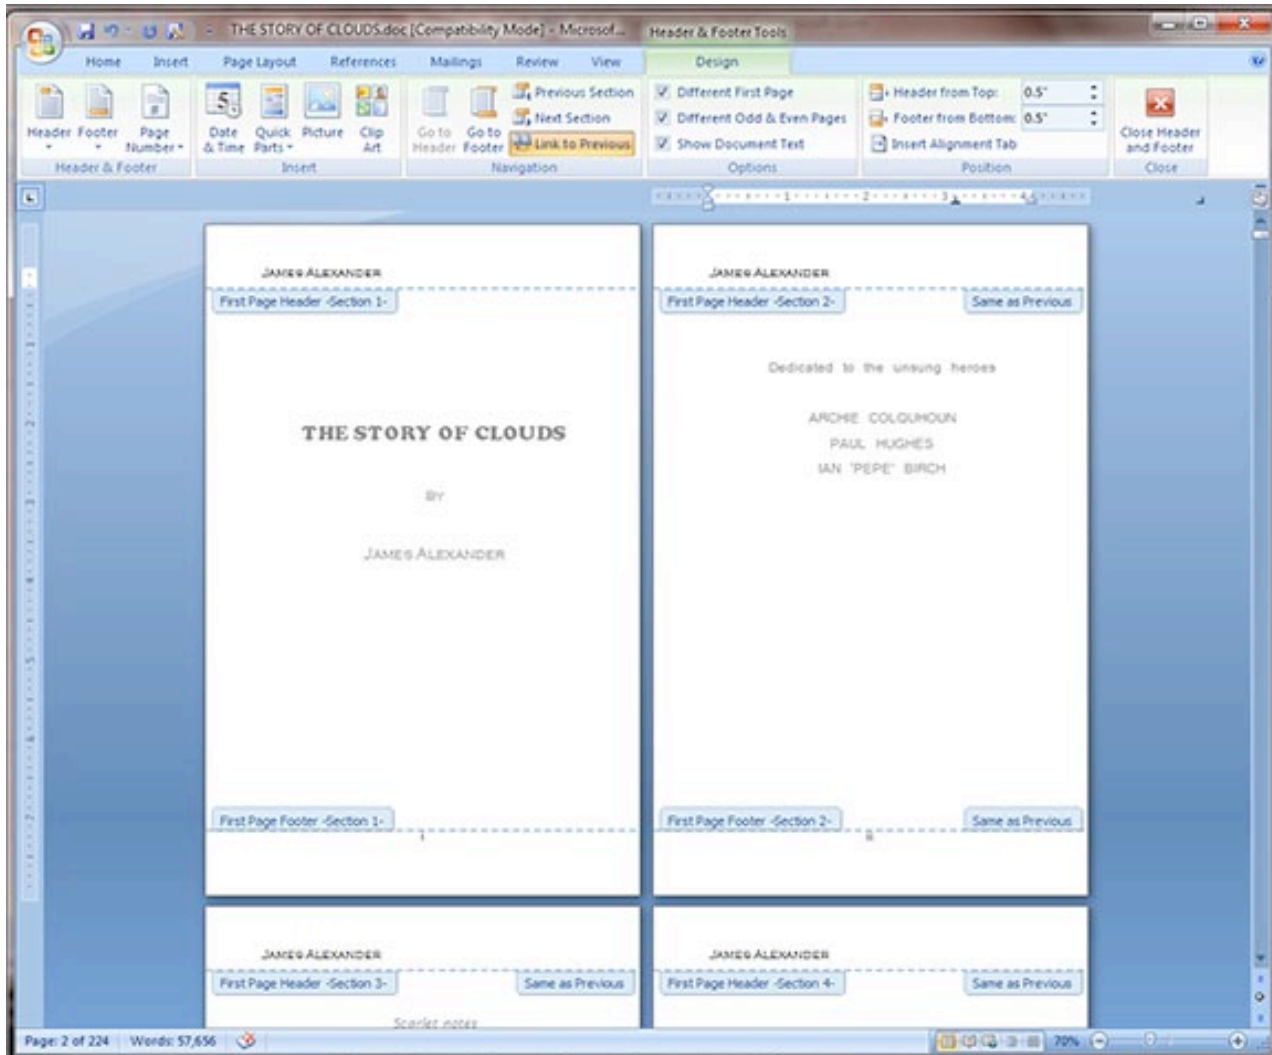 THE STORY OF CLOUDS.doc [Compatibility Mode] - Microsof... Header & Footer Tools
Home Insert Page Layout References Mailings Review View Design
Header Footer Page Number
Header & Footer
5 Date & Time Quick Parts Picture Clip Art
Insert
Go to Header Go to Footer
Previous Section
Next Section
Link to Previous
Navigation
Different First Page
Different Odd & Even Pages
Show Document Text
Options
Header from Top: 0.5"
Footer from Bottom: 0.5"
Insert Alignment Tab
Position
Close Header and Footer
Close
1 2 3 4
JAMES ALEXANDER
First Page Header -Section 1-
THE STORY OF CLOUDS
BY
JAMES ALEXANDER
First Page Footer -Section 1-
i
JAMES ALEXANDER
First Page Header -Section 2- Same as Previous
Dedicated to the unsung heroes
ARCHIE COLQUHOUN
PAUL HUGHES
IAN "PEPE" BIRCH
First Page Footer -Section 2- Same as Previous
ii
JAMES ALEXANDER
First Page Header -Section 3- Same as Previous
Scarlet notes
JAMES ALEXANDER
First Page Header -Section 4- Same as Previous
Page: 2 of 224 Words: 57,656 70%